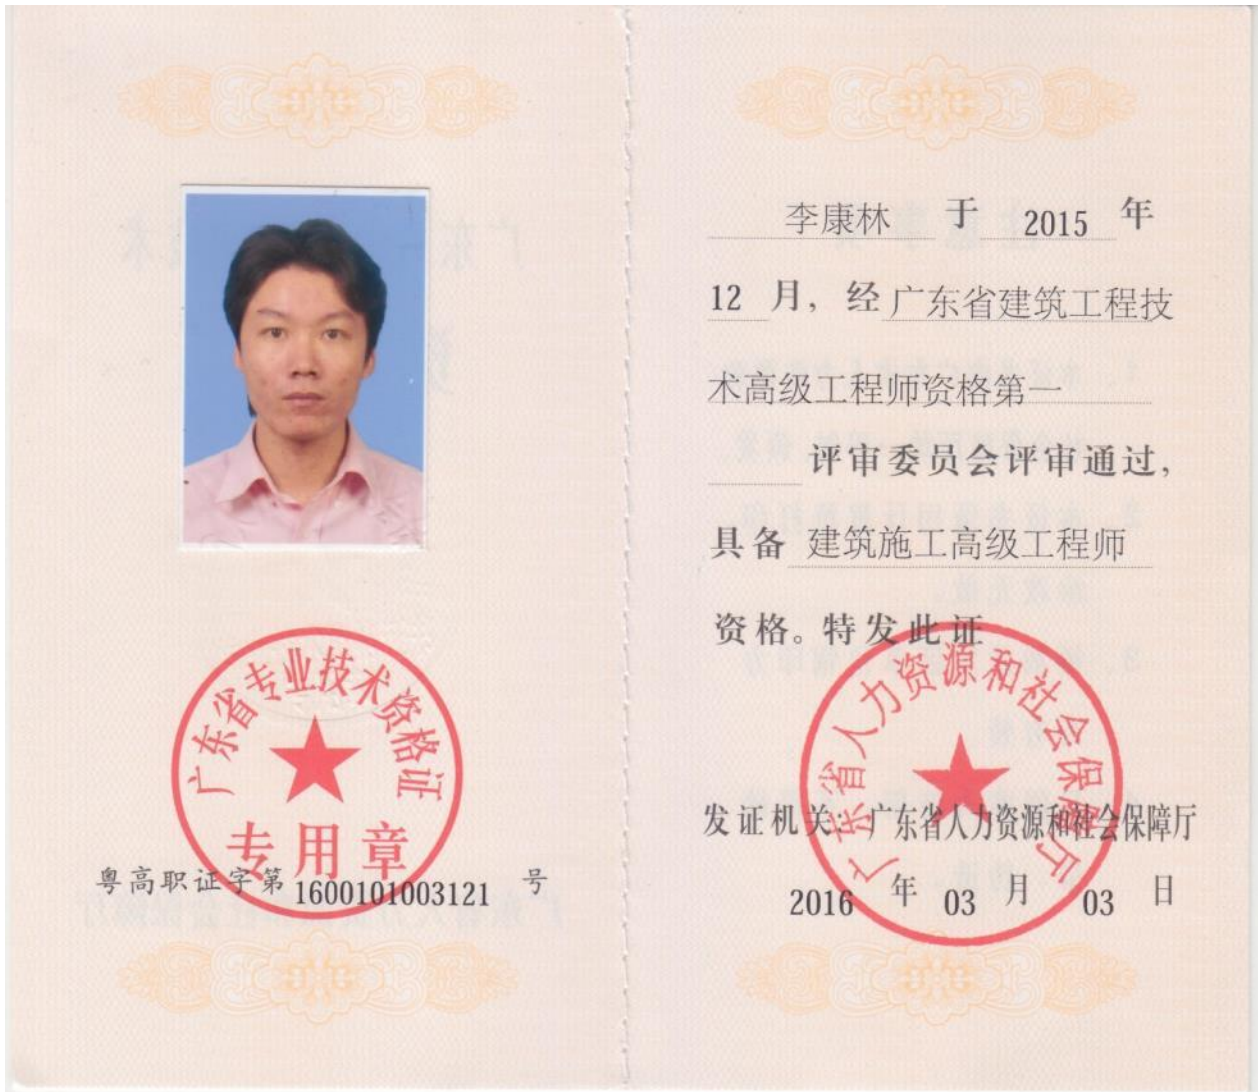 广东省专业技术资格证
专用章
粤高职证字第 1600101003121 号
李康林 于 2015 年
12 月，经 广东省建筑工程技
术高级工程师资格第一
评审委员会评审通过，
具备 建筑施工高级工程师
资格。特发此证
广东省人力资源和社会保障厅
发证机关：广东省人力资源和社会保障厅
2016 年 03 月 03 日